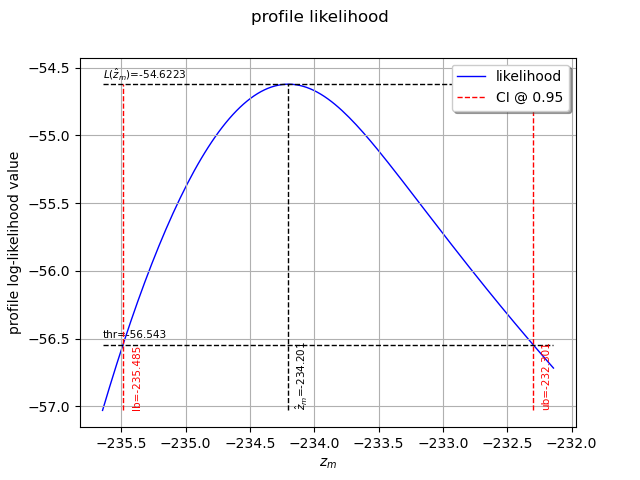 profile likelihood
L(ẑₘ)=-54.6223
likelihood
CI @ 0.95
profile log-likelihood value
−54.5
−55.0
−55.5
−56.0
−56.5
−57.0
thr=-56.543
lb=-235.485
ẑₘ=-234.201
ub=-232.301
−235.5 −235.0 −234.5 −234.0 −233.5 −233.0 −232.5 −232.0
zₘ